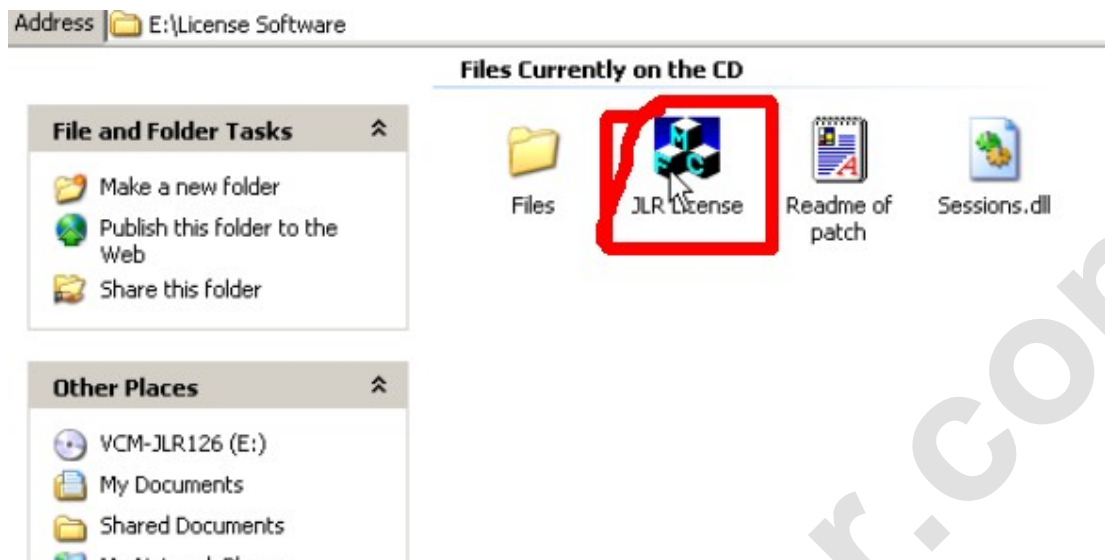 Address E:\License Software
Files Currently on the CD
File and Folder Tasks
Make a new folder
Publish this folder to the
Web
Share this folder
Files
JLR License
Readme of
patch
Sessions.dll
M
F C
Other Places
VCM-JLR126 (E:)
My Documents
Shared Documents
r.co